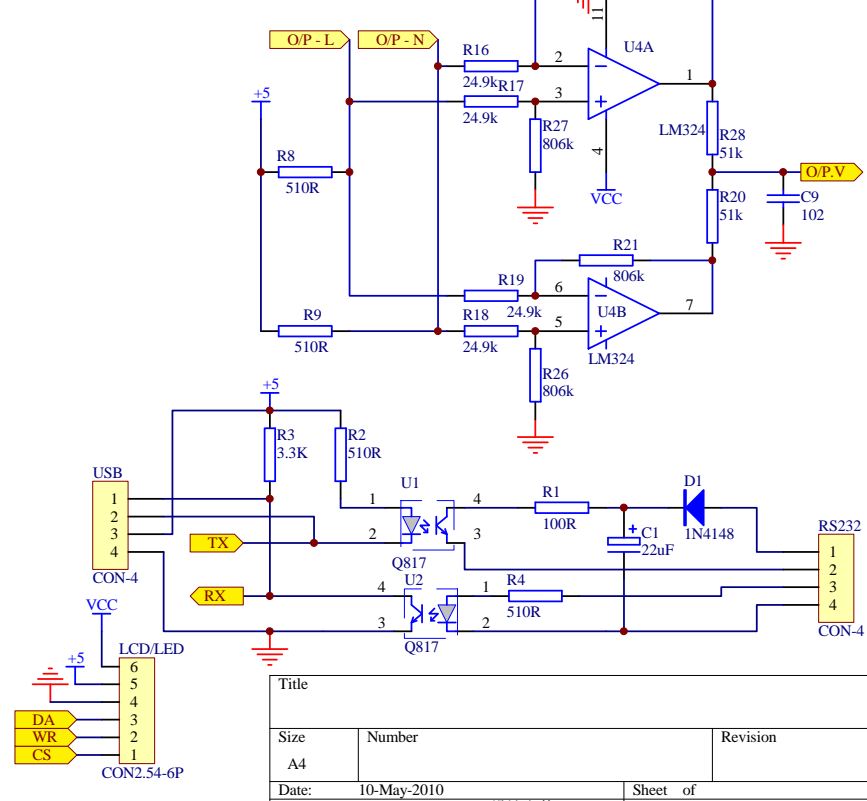 11
O/P - L
O/P - N
R16
2
U4A
24.9k
R17
1
3
+5
24.9k
R27
806k
LM324
R28
51k
4
R8
510R
VCC
O/P.V
R20
51k
C9
102
R21
806k
R19
6
24.9k
U4B
7
R9
R18
5
510R
24.9k
LM324
R26
806k
+5
R3
3.3K
R2
510R
USB
U1
D1
1
2
3
4
1
4
R1
100R
1N4148
RS232
TX
2
3
+
C1
22uF
1
2
3
4
CON-4
Q817
U2
RX
4
1
R4
510R
VCC
3
2
CON-4
Q817
LCD/LED
+5
6
5
4
3
2
1
DA
WR
CS
CON2.54-6P
Title
Size
Number
Revision
A4
Date:
10-May-2010
Sheet of